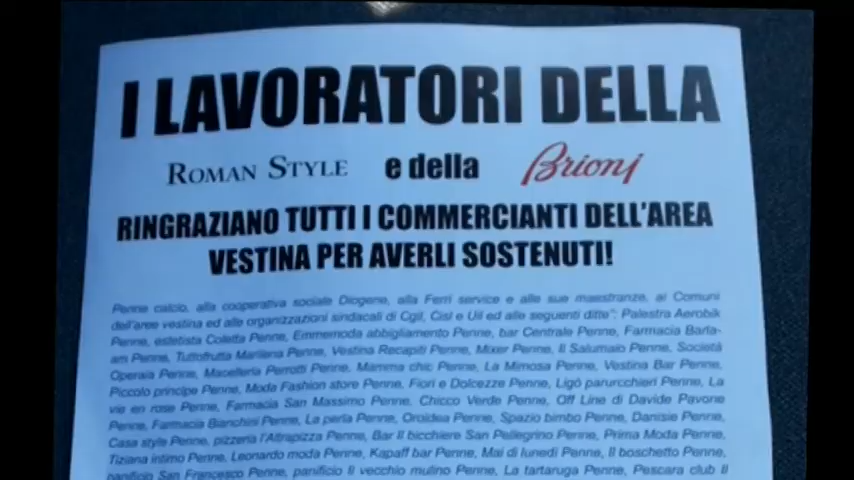 I LAVORATORI DELLA
ROMAN STYLE e della Brioni
RINGRAZIANO TUTTI I COMMERCIANTI DELL'AREA
VESTINA PER AVERLI SOSTENUTI!
Penne calcio, alla cooperativa sociale Diogene, alla Ferri service e alle sue maestranze, ai Comuni
dell'area vestina ed alle organizzazioni sindacali di Cgil, Cisl e Uil ed alle seguenti ditte": Palestra Aerobik
Penne, estetista Coletta Penne, Emmemoda abbigliamento Penne, bar Centrale Penne, Farmacia Barla-
am Penne, Tuttofrutta Marilena Penne, Vestina Recapiti Penne, Mixer Penne, Il Salumaio Penne, Società
Operaia Penne, Macelleria Perrotti Penne, Mamma chic Penne, La Mimosa Penne, Vestina Bar Penne,
Piccolo principe Penne, Moda Fashion store Penne, Fiori e Dolcezze Penne, Ligò parurcchieri Penne, La
vie en rose Penne, Farmacia San Massimo Penne, Chicco Verde Penne, Off Line di Davide Pavone
Penne, Farmacia Bianchini Penne, La perla Penne, Oroidea Penne, Spazio bimbo Penne, Danisie Penne,
Casa style Penne, pizzeria l'Altrapizza Penne, Bar Il bicchiere San Pellegrino Penne, Prima Moda Penne,
Tiziana intimo Penne, Leonardo moda Penne, Kapaff bar Penne, Mai di lunedì Penne, Il boschetto Penne,
panificio San Francesco Penne, panificio Il vecchio mulino Penne, La tartaruga Penne, Pescara club Il